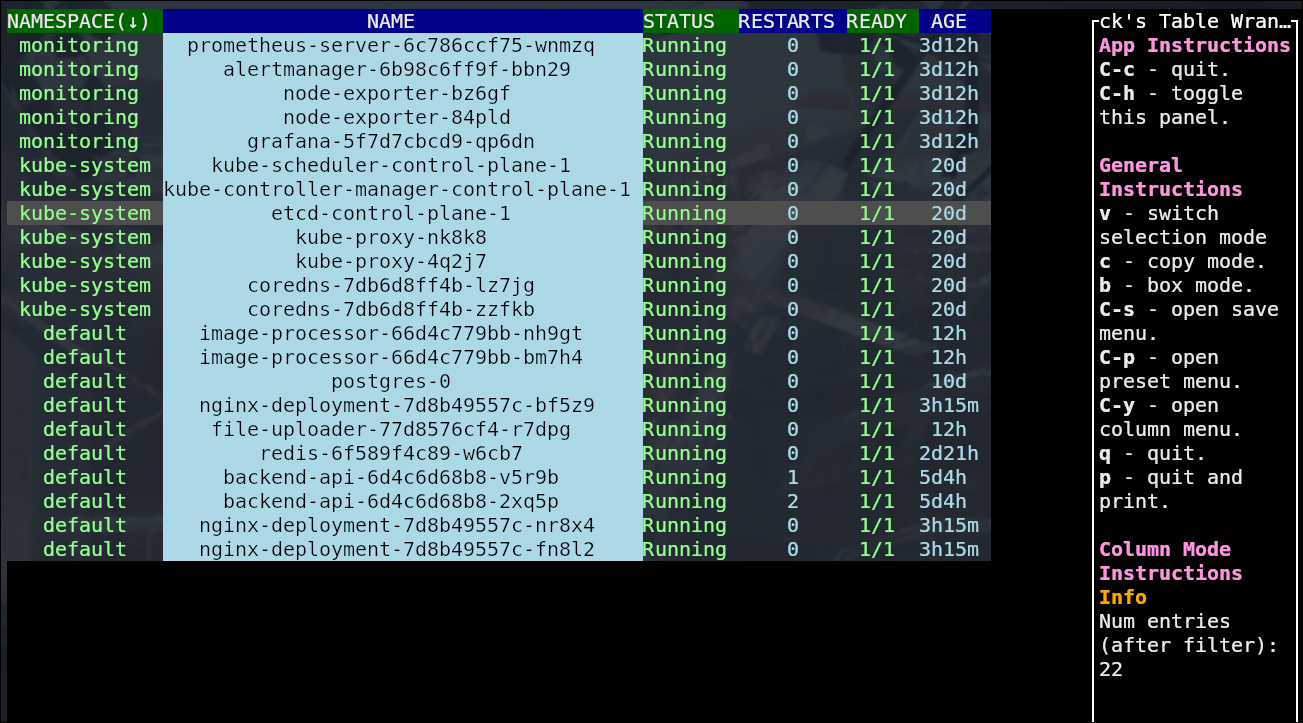 NAMESPACE(↓) NAME STATUS RESTARTS READY AGE
monitoring prometheus-server-6c786ccf75-wnmzq Running 0 1/1 3d12h
monitoring alertmanager-6b98c6ff9f-bbn29 Running 0 1/1 3d12h
monitoring node-exporter-bz6gf Running 0 1/1 3d12h
monitoring node-exporter-84pld Running 0 1/1 3d12h
monitoring grafana-5f7d7cbcd9-qp6dn Running 0 1/1 3d12h
kube-system kube-scheduler-control-plane-1 Running 0 1/1 20d
kube-system kube-controller-manager-control-plane-1 Running 0 1/1 20d
kube-system etcd-control-plane-1 Running 0 1/1 20d
kube-system kube-proxy-nk8k8 Running 0 1/1 20d
kube-system kube-proxy-4q2j7 Running 0 1/1 20d
kube-system coredns-7db6d8ff4b-lz7jg Running 0 1/1 20d
kube-system coredns-7db6d8ff4b-zzfkb Running 0 1/1 20d
default image-processor-66d4c779bb-nh9gt Running 0 1/1 12h
default image-processor-66d4c779bb-bm7h4 Running 0 1/1 12h
default postgres-0 Running 0 1/1 10d
default nginx-deployment-7d8b49557c-bf5z9 Running 0 1/1 3h15m
default file-uploader-77d8576cf4-r7dpg Running 0 1/1 12h
default redis-6f589f4c89-w6cb7 Running 0 1/1 2d21h
default backend-api-6d4c6d68b8-v5r9b Running 1 1/1 5d4h
default backend-api-6d4c6d68b8-2xq5p Running 2 1/1 5d4h
default nginx-deployment-7d8b49557c-nr8x4 Running 0 1/1 3h15m
default nginx-deployment-7d8b49557c-fn8l2 Running 0 1/1 3h15m
ck's Table Wran…
App Instructions
C-c - quit.
C-h - toggle
this panel.
General
Instructions
v - switch
selection mode
c - copy mode.
b - box mode.
C-s - open save
menu.
C-p - open
preset menu.
C-y - open
column menu.
q - quit.
p - quit and
print.
Column Mode
Instructions
Info
Num entries
(after filter):
22